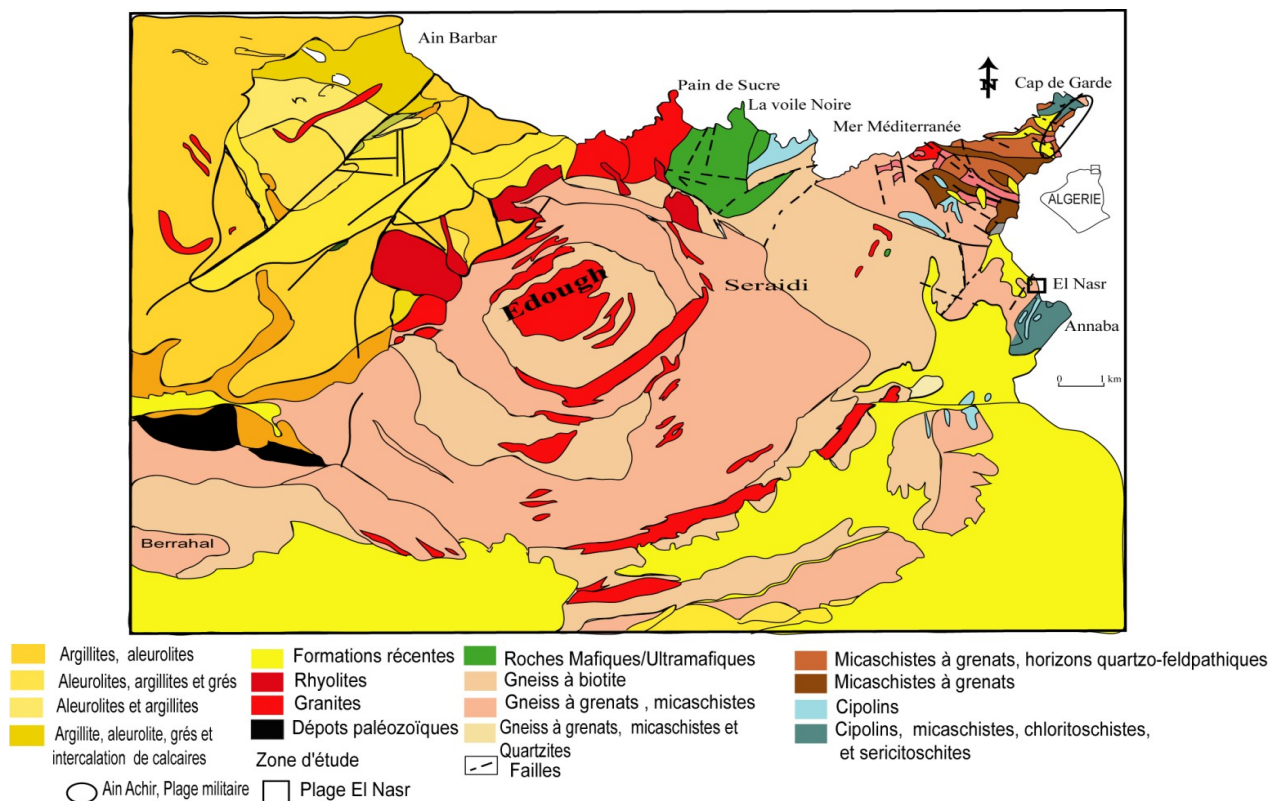 Ain Barbar
Pain de Sucre
La voile Noire
N
Cap de Garde
Mer Méditerranée
ALGERIE
Edough
Seraidi
El Nasr
Annaba
0 1 km
Berrahal
Argillites, aleurolites
Aleurolites, argillites et grés
Aleurolites et argillites
Argillite, aleurolite, grés et
intercalation de calcaires
Formations récentes
Rhyolites
Granites
Dépots paléozoïques
Zone d'étude
Ain Achir, Plage militaire
Plage El Nasr
Roches Mafiques/Ultramafiques
Gneiss à biotite
Gneiss à grenats , micaschistes
Gneiss à grenats, micaschistes et
Quartzites
Failles
Micaschistes à grenats, horizons quartzo-feldpathiques
Micaschistes à grenats
Cipolins
Cipolins, micaschistes, chloritoschistes,
et sericitoschites